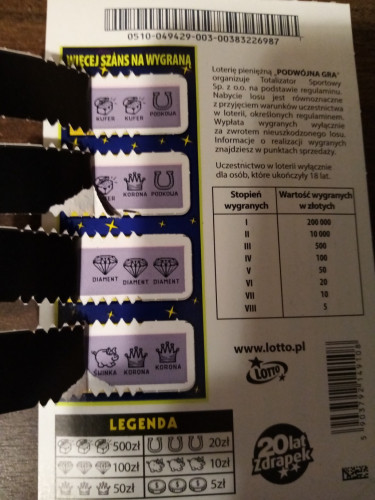 0510-049429-003-00383226987
WIĘCEJ SZANS NA WYGRANĄ
KUFER KUFER PODKOWA
KORONA PODKOWA
DIAMENT DIAMENT DIAMENT
ŚWINKA KORONA KORONA
Loterię pieniężną „PODWÓJNA GRA”
organizuje Totalizator Sportowy
Sp. z o.o. na podstawie regulaminu.
Nabycie losu jest równoznaczne
z przyjęciem warunków uczestnictwa
w loterii, określonych regulaminem.
Wypłata wygranych wyłącznie
za zwrotem nieuszkodzonego losu.
Informacje o realizacji wygranych
znajdziesz w punktach sprzedaży.
Uczestnictwo w loterii wyłącznie
dla osób, które ukończyły 18 lat.
Stopień wygranych Wartość wygranych w złotych
I 200 000
II 10 000
III 500
IV 100
V 50
VI 20
VII 10
VIII 5
www.lotto.pl
LOTTO
LEGENDA
500zł 20zł
100zł 10zł
50zł 5zł
20 lat
Zdrapek